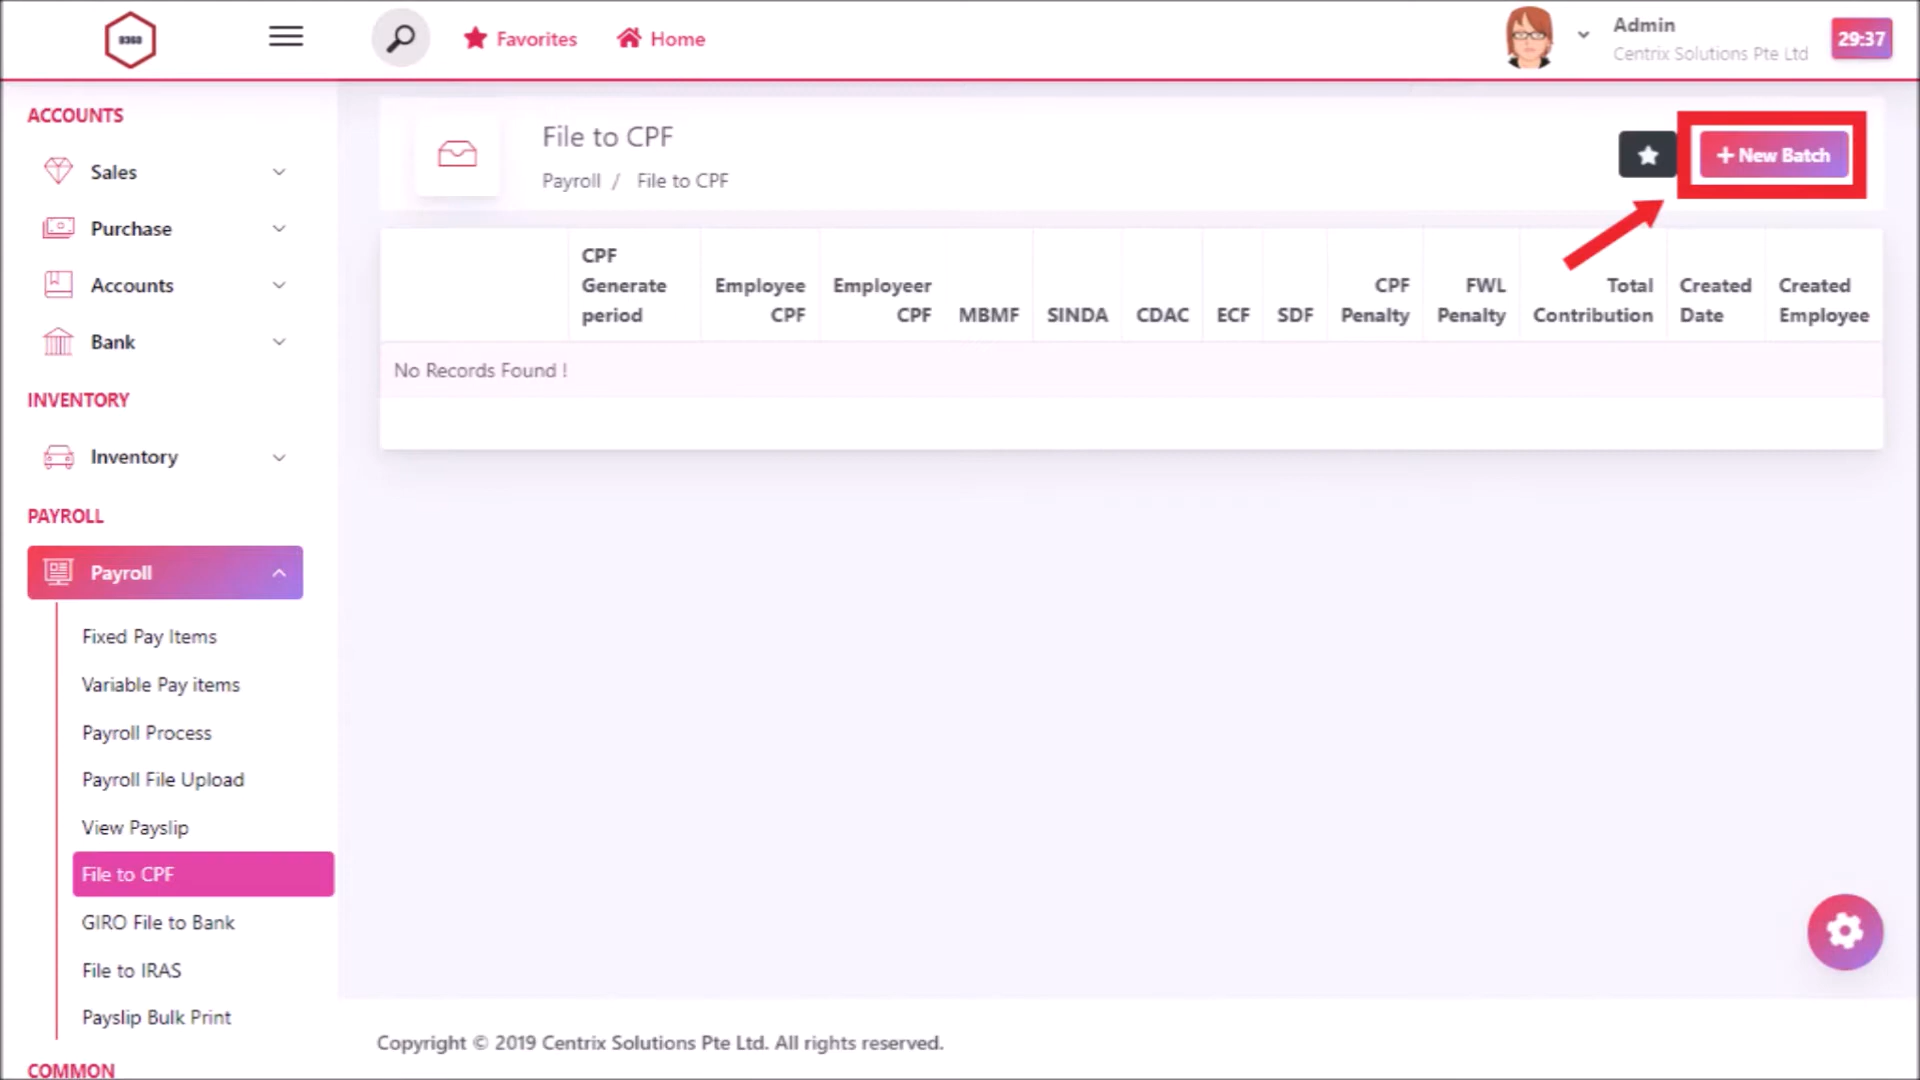 Favorites
Home
Admin
Centrix Solutions Pte Ltd
29:37
ACCOUNTS
Sales
Purchase
Accounts
Bank
INVENTORY
Inventory
PAYROLL
Payroll
Fixed Pay Items
Variable Pay items
Payroll Process
Payroll File Upload
View Payslip
File to CPF
GIRO File to Bank
File to IRAS
Payslip Bulk Print
COMMON
File to CPF
Payroll / File to CPF
+ New Batch
CPF
Generate
period
Employee
CPF
Employeer
CPF
MBMF
SINDA
CDAC
ECF
SDF
CPF
Penalty
FWL
Penalty
Total
Contribution
Created
Date
Created
Employee
No Records Found !
Copyright © 2019 Centrix Solutions Pte Ltd. All rights reserved.